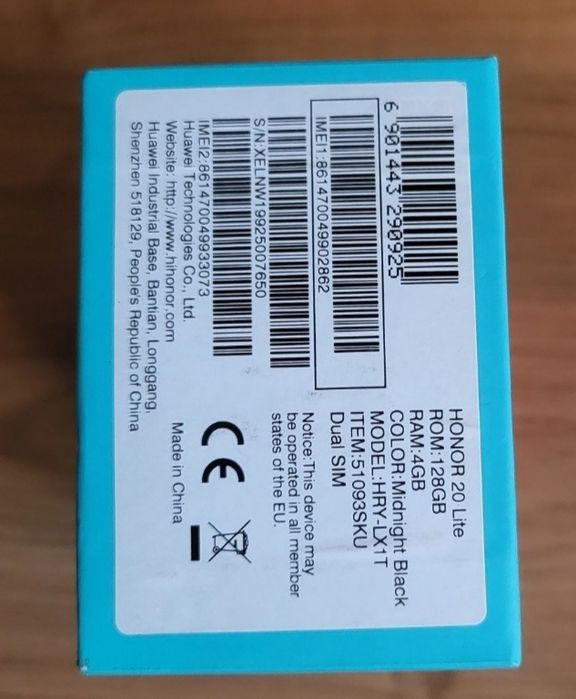 6 901443 290925
HONOR 20 Lite
ROM:128GB
RAM:4GB
COLOR:Midnight Black
MODEL:HRY-LX1T
ITEM:51093SKU
Dual SIM
IMEI1:861470049902862
S/N:XELNW19925007650
IMEI2:861470049933073
Notice:This device may
be operated in all member
states of the EU.
Huawei Technologies Co., Ltd.
Website: http://www.hihonor.com
Huawei Industrial Base, Bantian, Longgang,
Shenzhen 518129, People's Republic of China
CE
Made in China